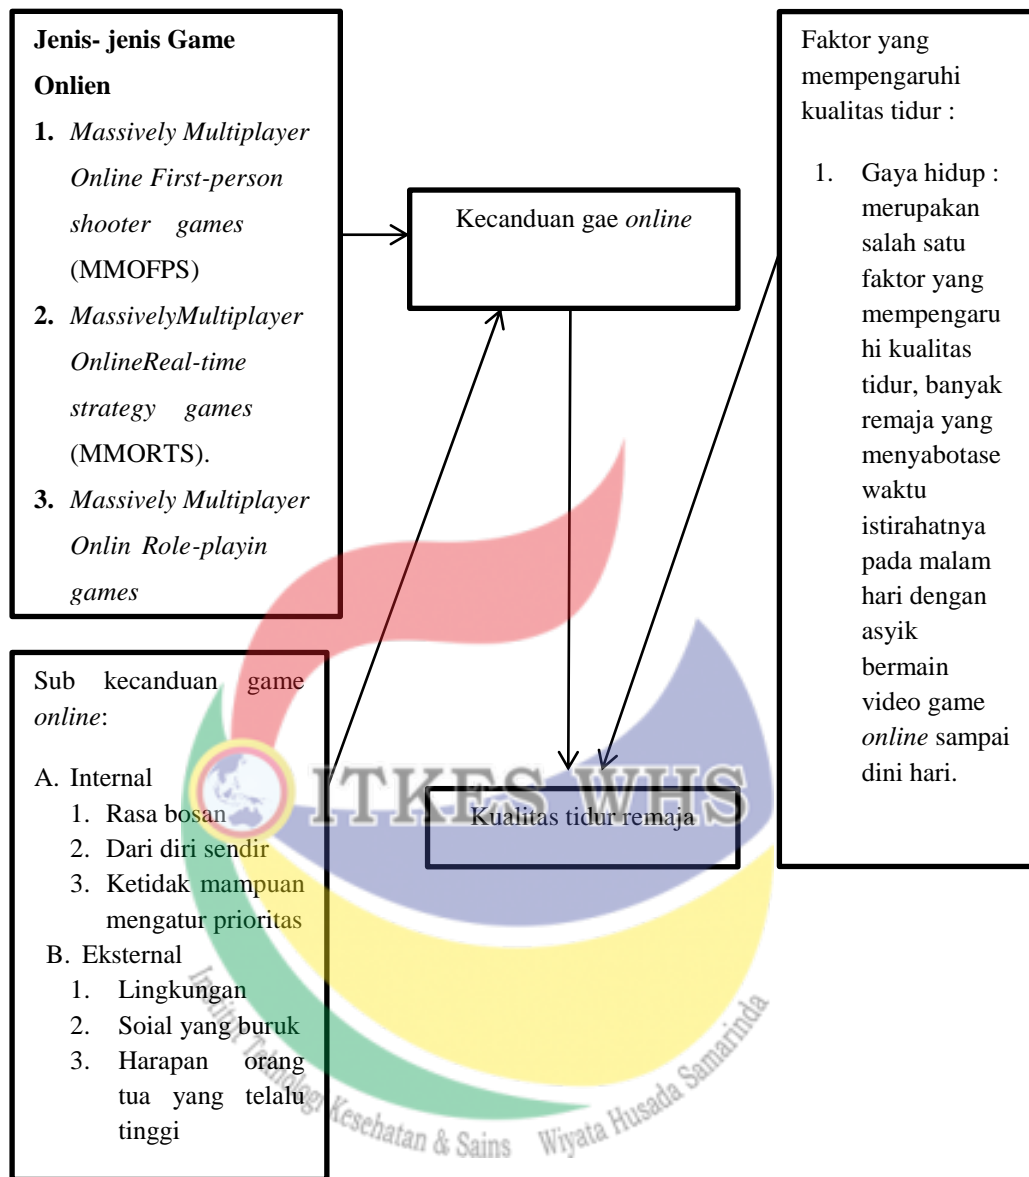 Jenis- jenis Game
Onlien
1. Massively Multiplayer
Online First-person
shooter games
(MMOFPS)
2. MassivelyMultiplayer
OnlineReal-time
strategy games
(MMORTS).
3. Massively Multiplayer
Onlin Role-playin
games
Sub kecanduan game
online:
A. Internal
1. Rasa bosan
2. Dari diri sendir
3. Ketidak mampuan
mengatur prioritas
B. Eksternal
1. Lingkungan
2. Soial yang buruk
3. Harapan orang
tua yang telalu
tinggi
Kecanduan gae online
Kualitas tidur remaja
Faktor yang
mempengaruhi
kualitas tidur :
1. Gaya hidup :
merupakan
salah satu
faktor yang
mempengaru
hi kualitas
tidur, banyak
remaja yang
menyabotase
waktu
istirahatnya
pada malam
hari dengan
asyik
bermain
video game
online sampai
dini hari.
ITKES WHS
Institut Teknologi Kesehatan & Sains Wiyata Husada Samarinda